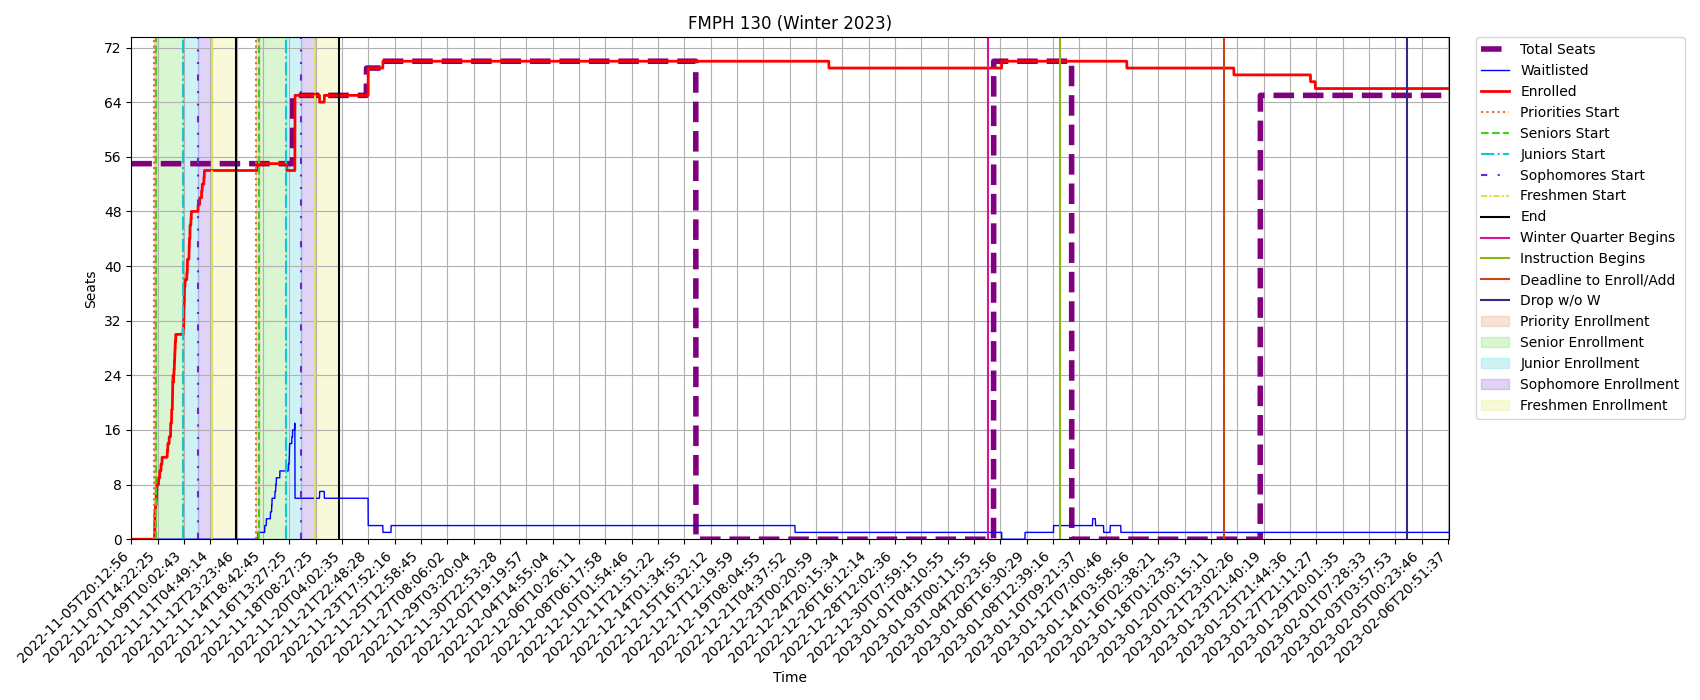 FMPH 130 (Winter 2023)
72
64
56
48
40
32
24
16
8
0
Seats
2022-11-05T20:12:56
2022-11-07T14:22:25
2022-11-09T10:02:43
2022-11-11T04:49:14
2022-11-12T23:23:46
2022-11-14T18:42:45
2022-11-16T13:27:25
2022-11-18T08:27:23
2022-11-20T04:02:35
2022-11-21T22:48:28
2022-11-23T17:52:16
2022-11-25T12:58:45
2022-11-27T08:06:02
2022-11-29T03:20:04
2022-11-30T22:53:28
2022-12-02T19:19:57
2022-12-04T14:55:04
2022-12-06T10:26:11
2022-12-08T06:17:58
2022-12-10T01:54:46
2022-12-11T21:51:22
2022-12-14T01:34:55
2022-12-15T16:32:12
2022-12-17T12:19:59
2022-12-19T08:04:55
2022-12-21T04:37:52
2022-12-23T00:20:59
2022-12-24T20:15:34
2022-12-26T16:12:14
2022-12-28T12:02:36
2022-12-30T07:59:15
2023-01-01T04:10:55
2023-01-03T00:11:55
2023-01-04T20:23:56
2023-01-06T16:30:29
2023-01-08T12:39:16
2023-01-10T09:21:37
2023-01-12T07:00:46
2023-01-14T03:58:56
2023-01-16T02:38:21
2023-01-18T01:23:53
2023-01-20T00:15:11
2023-01-21T23:02:26
2023-01-23T21:40:19
2023-01-25T21:44:36
2023-01-27T21:11:27
2023-01-29T20:01:35
2023-02-01T07:28:33
2023-02-03T03:57:53
2023-02-05T00:23:46
2023-02-06T20:51:37
Time
Total Seats
Waitlisted
Enrolled
Priorities Start
Seniors Start
Juniors Start
Sophomores Start
Freshmen Start
End
Winter Quarter Begins
Instruction Begins
Deadline to Enroll/Add
Drop w/o W
Priority Enrollment
Senior Enrollment
Junior Enrollment
Sophomore Enrollment
Freshmen Enrollment